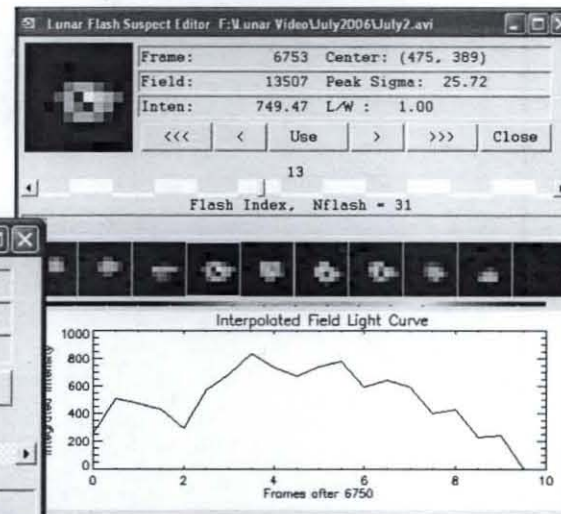 Lunar Flash Suspect Editor F:\Lunar Video\July2006\July2.avi
Frame: 6753 Center: (475, 389)
Field: 13507 Peak Sigma: 25.72
Inten: 749.47 L/W : 1.00
<<< < Use > >>> Close
13
Flash Index, Nflash = 31
Interpolated Field Light Curve
Integrated Intensity
1000
800
600
400
200
0
0 2 4 6 8 10
Frames after 6750